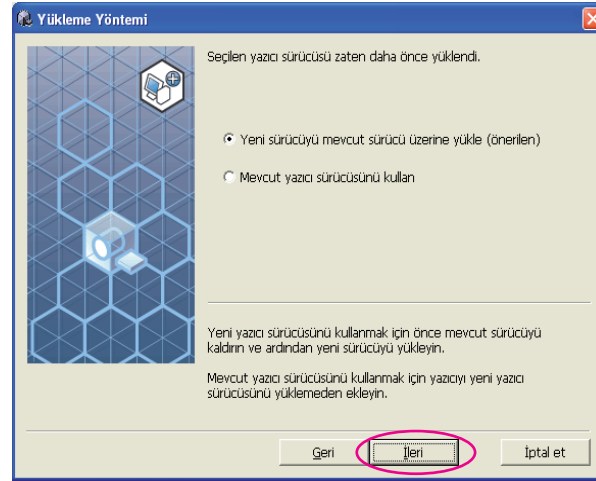 Yükleme Yöntemi
Seçilen yazıcı sürücüsü zaten daha önce yüklendi.
Yeni sürücüyü mevcut sürücü üzerine yükle (önerilen)
Mevcut yazıcı sürücüsünü kullan
Yeni yazıcı sürücüsünü kullanmak için önce mevcut sürücüyü
kaldırın ve ardından yeni sürücüyü yükleyin.
Mevcut yazıcı sürücüsünü kullanmak için yazıcıyı yeni yazıcı
sürücüsünü yüklemeden ekleyin.
Geri İleri İptal et